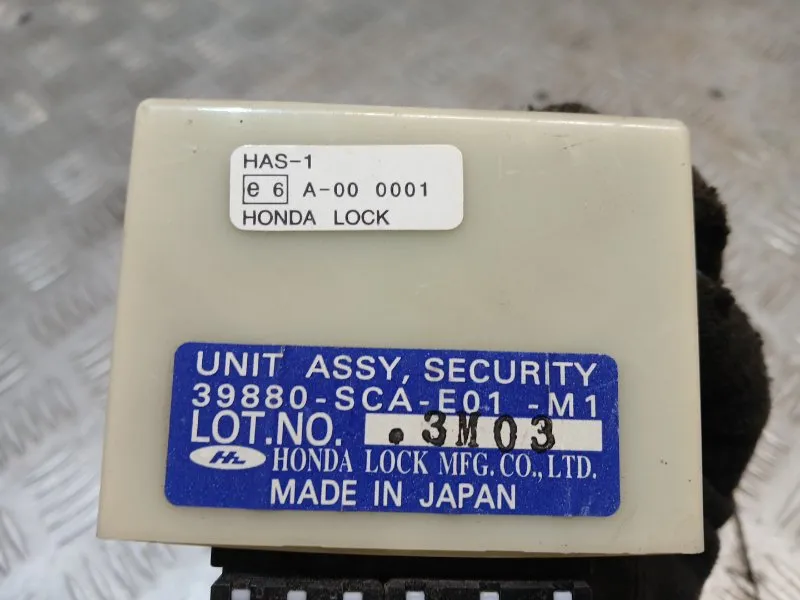 HAS-1
e 6 A-00 0001
HONDA LOCK
UNIT ASSY, SECURITY
39880-SCA-E01 -M1
LOT.NO. .3M03
HL HONDA LOCK MFG. CO., LTD.
MADE IN JAPAN